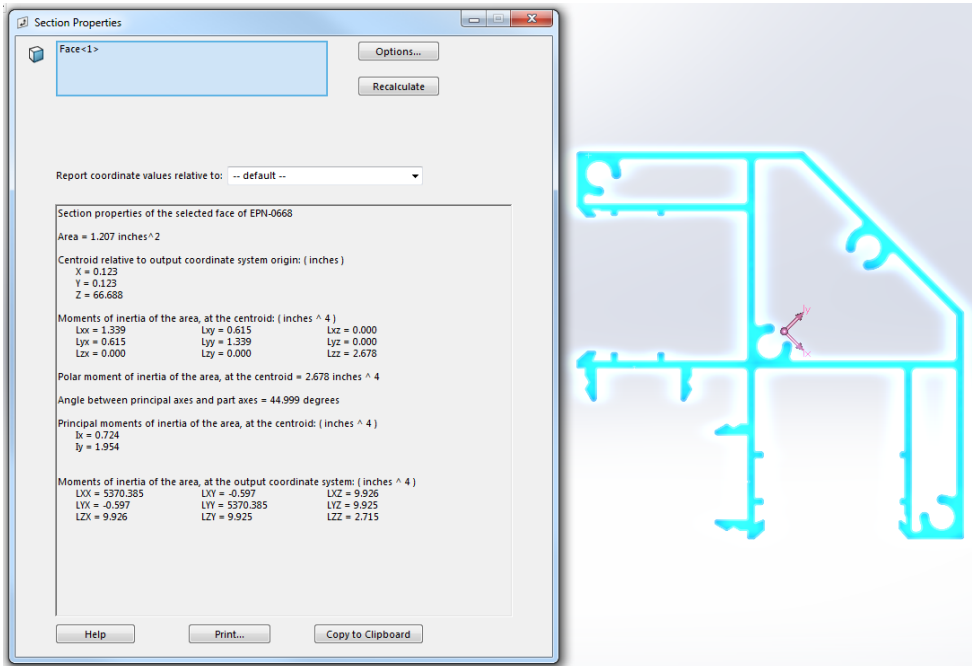 Section Properties
Face<1>
Options...
Recalculate
Report coordinate values relative to: -- default --
Section properties of the selected face of EPN-0668
Area = 1.207 inches^2
Centroid relative to output coordinate system origin: ( inches )
X = 0.123
Y = 0.123
Z = 66.688
Moments of inertia of the area, at the centroid: ( inches ^ 4 )
Lxx = 1.339 Lxy = 0.615 Lxz = 0.000
Lyx = 0.615 Lyy = 1.339 Lyz = 0.000
Lzx = 0.000 Lzy = 0.000 Lzz = 2.678
Polar moment of inertia of the area, at the centroid = 2.678 inches ^ 4
Angle between principal axes and part axes = 44.999 degrees
Principal moments of inertia of the area, at the centroid: ( inches ^ 4 )
Ix = 0.724
Iy = 1.954
Moments of inertia of the area, at the output coordinate system: ( inches ^ 4 )
LXX = 5370.385 LXY = -0.597 LXZ = 9.926
LYX = -0.597 LYY = 5370.385 LYZ = 9.925
LZX = 9.926 LZY = 9.925 LZZ = 2.715
Help Print... Copy to Clipboard
Iy
Ix